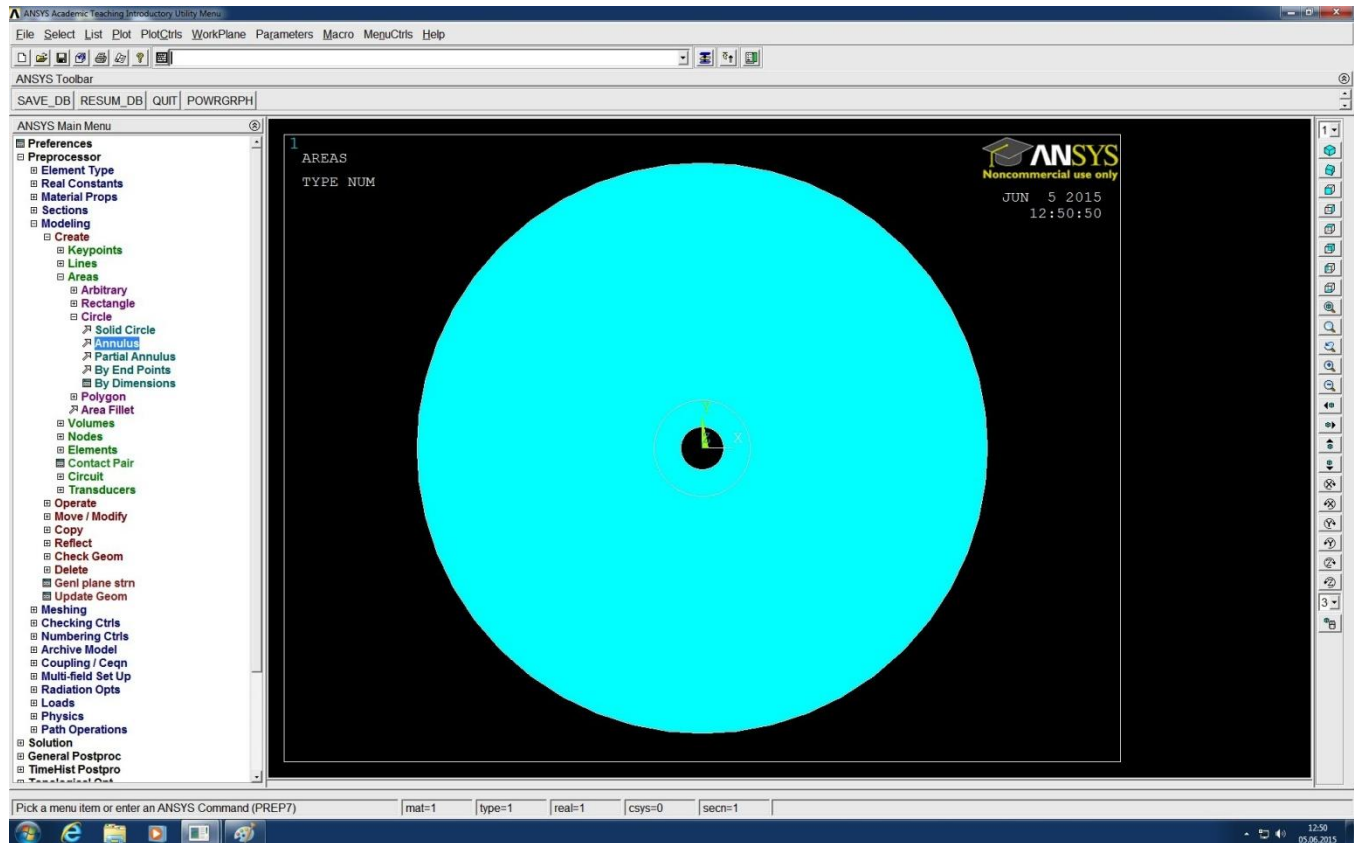 ANSYS Academic Teaching Introductory Utility Menu
File Select List Plot PlotCtrls WorkPlane Parameters Macro MenuCtrls Help
ANSYS Toolbar
SAVE_DB RESUM_DB QUIT POWRGRPH
ANSYS Main Menu
Preferences
Preprocessor
Element Type
Real Constants
Material Props
Sections
Modeling
Create
Keypoints
Lines
Areas
Arbitrary
Rectangle
Circle
Solid Circle
Annulus
Partial Annulus
By End Points
By Dimensions
Polygon
Area Fillet
Volumes
Nodes
Elements
Contact Pair
Circuit
Transducers
Operate
Move / Modify
Copy
Reflect
Check Geom
Delete
Genl plane strn
Update Geom
Meshing
Checking Ctrls
Numbering Ctrls
Archive Model
Coupling / Ceqn
Multi-field Set Up
Radiation Opts
Loads
Physics
Path Operations
Solution
General Postproc
TimeHist Postpro
1
AREAS
TYPE NUM
ANSYS
Noncommercial use only
JUN 5 2015
12:50:50
X
1
3
Pick a menu item or enter an ANSYS Command (PREP7) mat=1 type=1 real=1 csys=0 secn=1
12:50
05.06.2015